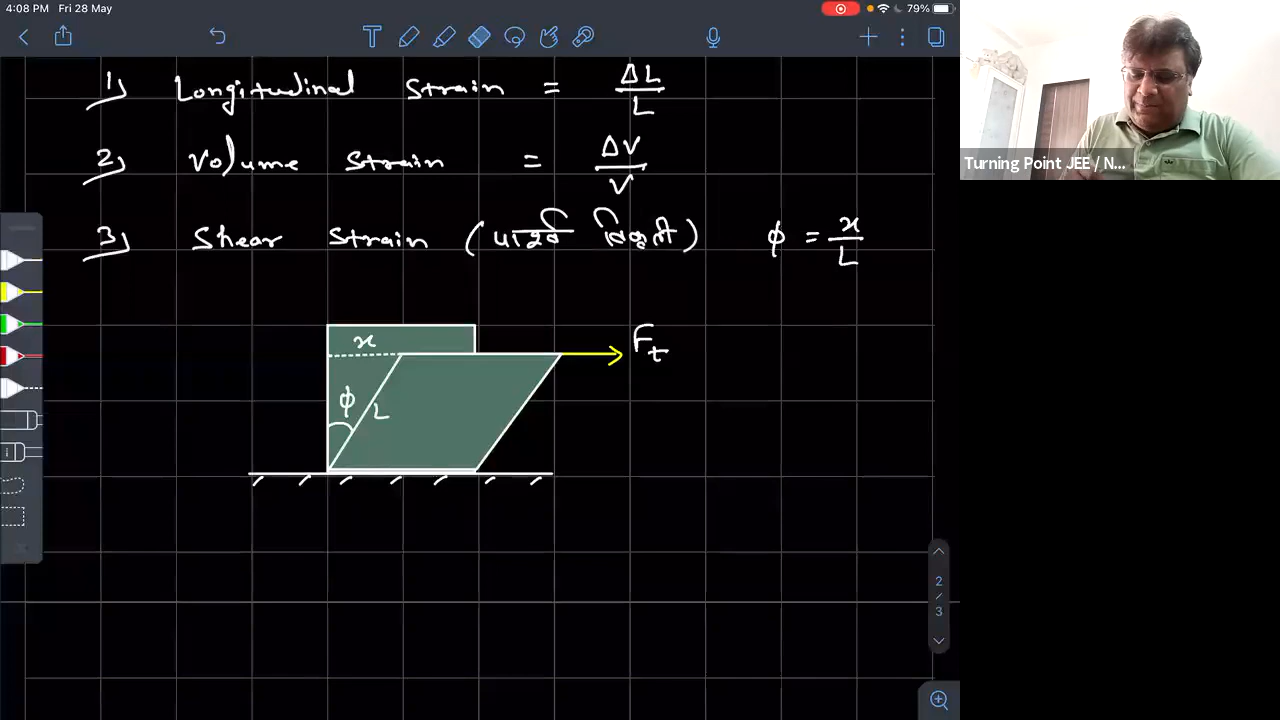 4:08 PM Fri 28 May
79%
1) Longitudinal Strain = ΔL/L
2) Volume Strain = ΔV/V
3) Shear Strain ( ) φ = x/L
x
F_t
φ
L
2/3
Turning Point JEE / N...